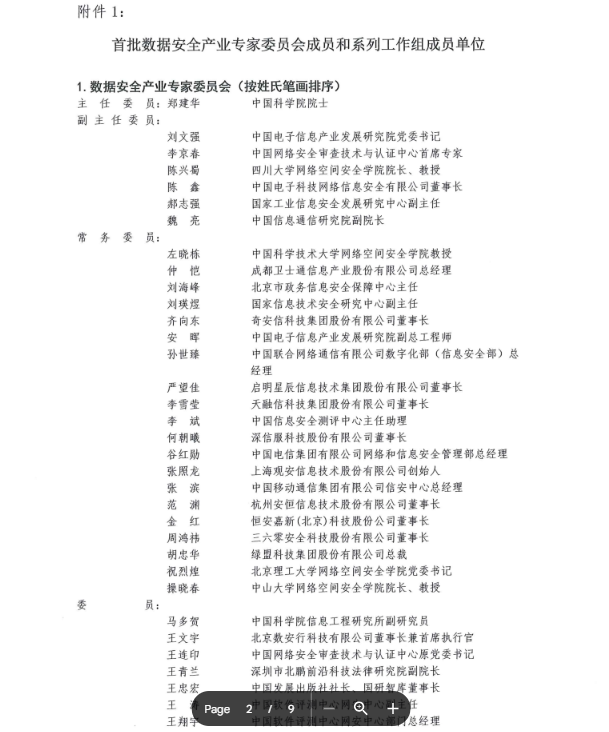 附件 1:
首批数据安全产业专家委员会成员和系列工作组成员单位
1. 数据安全产业专家委员会（按姓氏笔画排序）
主 任 委 员: 郑建华 中国科学院院士
副 主 任 委 员:
刘文强 中国电子信息产业发展研究院党委书记
李京春 中国网络安全审查技术与认证中心首席专家
陈兴蜀 四川大学网络空间安全学院院长、教授
陈 鑫 中国电子科技网络信息安全有限公司董事长
郝志强 国家工业信息安全发展研究中心副主任
魏 亮 中国信息通信研究院副院长
常 务 委 员:
左晓栋 中国科学技术大学网络空间安全学院教授
仲 恺 成都卫士通信息产业股份有限公司总经理
刘海峰 北京市政务信息安全保障中心主任
刘瑛煜 国家信息技术安全研究中心副主任
齐向东 奇安信科技集团股份有限公司董事长
安 晖 中国电子信息产业发展研究院副总工程师
孙世臻 中国联合网络通信有限公司数字化部（信息安全部）总
经理
严望佳 启明星辰信息技术集团股份有限公司董事长
李雪莹 天融信科技集团股份有限公司董事长
李 斌 中国信息安全测评中心主任助理
何朝曦 深信服科技股份有限公司董事长
谷红勋 中国电信集团有限公司网络和信息安全管理部总经理
张照龙 上海观安信息技术股份有限公司创始人
张 滨 中国移动通信集团有限公司信安中心总经理
范 渊 杭州安恒信息技术股份有限公司董事长
金 红 恒安嘉新(北京)科技股份公司董事长
周鸿祎 三六零安全科技股份有限公司董事长
胡忠华 绿盟科技集团股份有限公司总裁
祝烈煌 北京理工大学网络空间安全学院党委书记
操晓春 中山大学网络空间安全学院院长、教授
委 员:
马多贺 中国科学院信息工程研究所副研究员
王文宇 北京数安行科技有限公司董事长兼首席执行官
王连印 中国网络安全审查技术与认证中心原党委书记
王青兰 深圳市北鹏前沿科技法律研究院副院长
王忠宏 中国发展出版社社长、国研智库董事长
王 中国软件评测中心网安中心副主任
王翔宇 中国软件评测中心网安中心部门总经理
Page 2 / 9 − +